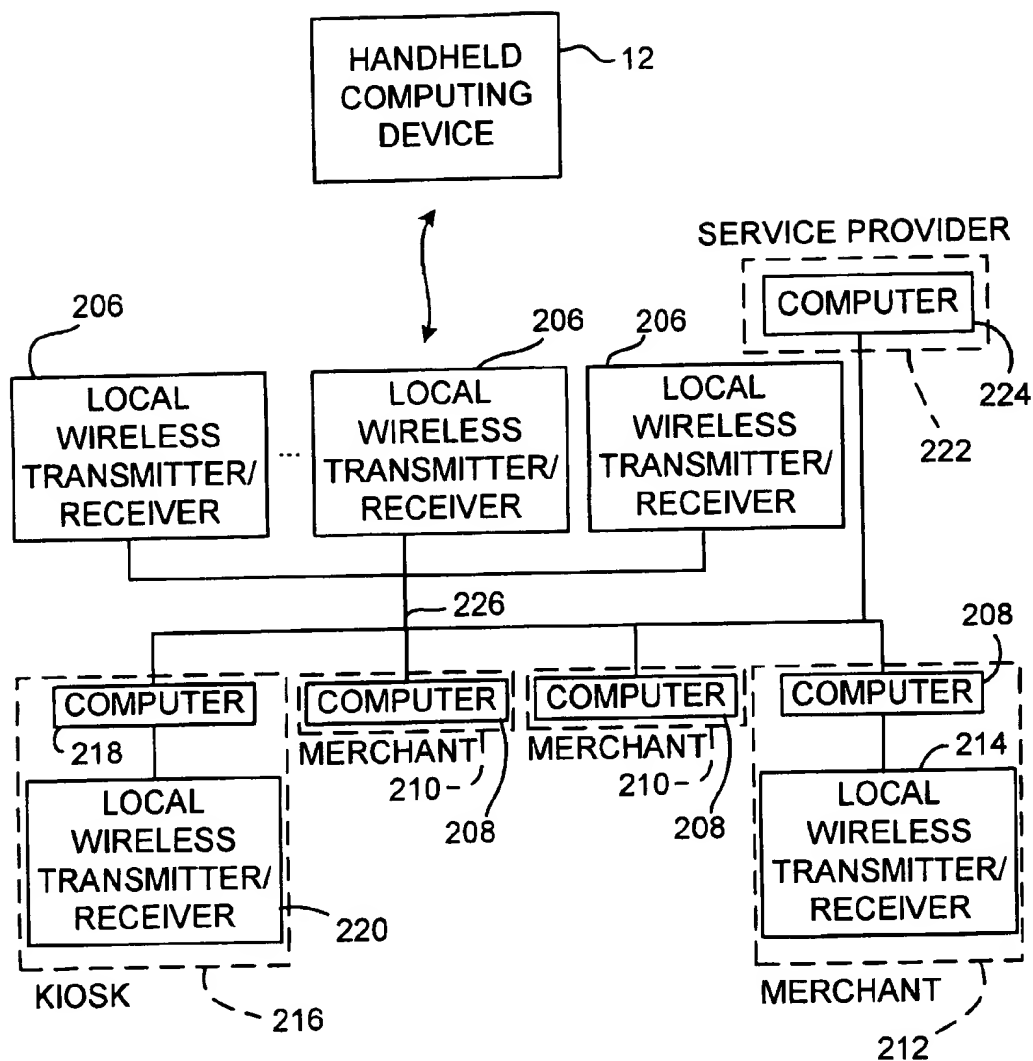 HANDHELD
COMPUTING
DEVICE
12
SERVICE PROVIDER
COMPUTER
224
222
206
206
206
LOCAL
WIRELESS
TRANSMITTER/
RECEIVER
...
LOCAL
WIRELESS
TRANSMITTER/
RECEIVER
LOCAL
WIRELESS
TRANSMITTER/
RECEIVER
226
208
COMPUTER
218
LOCAL
WIRELESS
TRANSMITTER/
RECEIVER
220
KIOSK
216
COMPUTER
MERCHANT
210
208
COMPUTER
MERCHANT
210
208
COMPUTER
214
LOCAL
WIRELESS
TRANSMITTER/
RECEIVER
MERCHANT
212